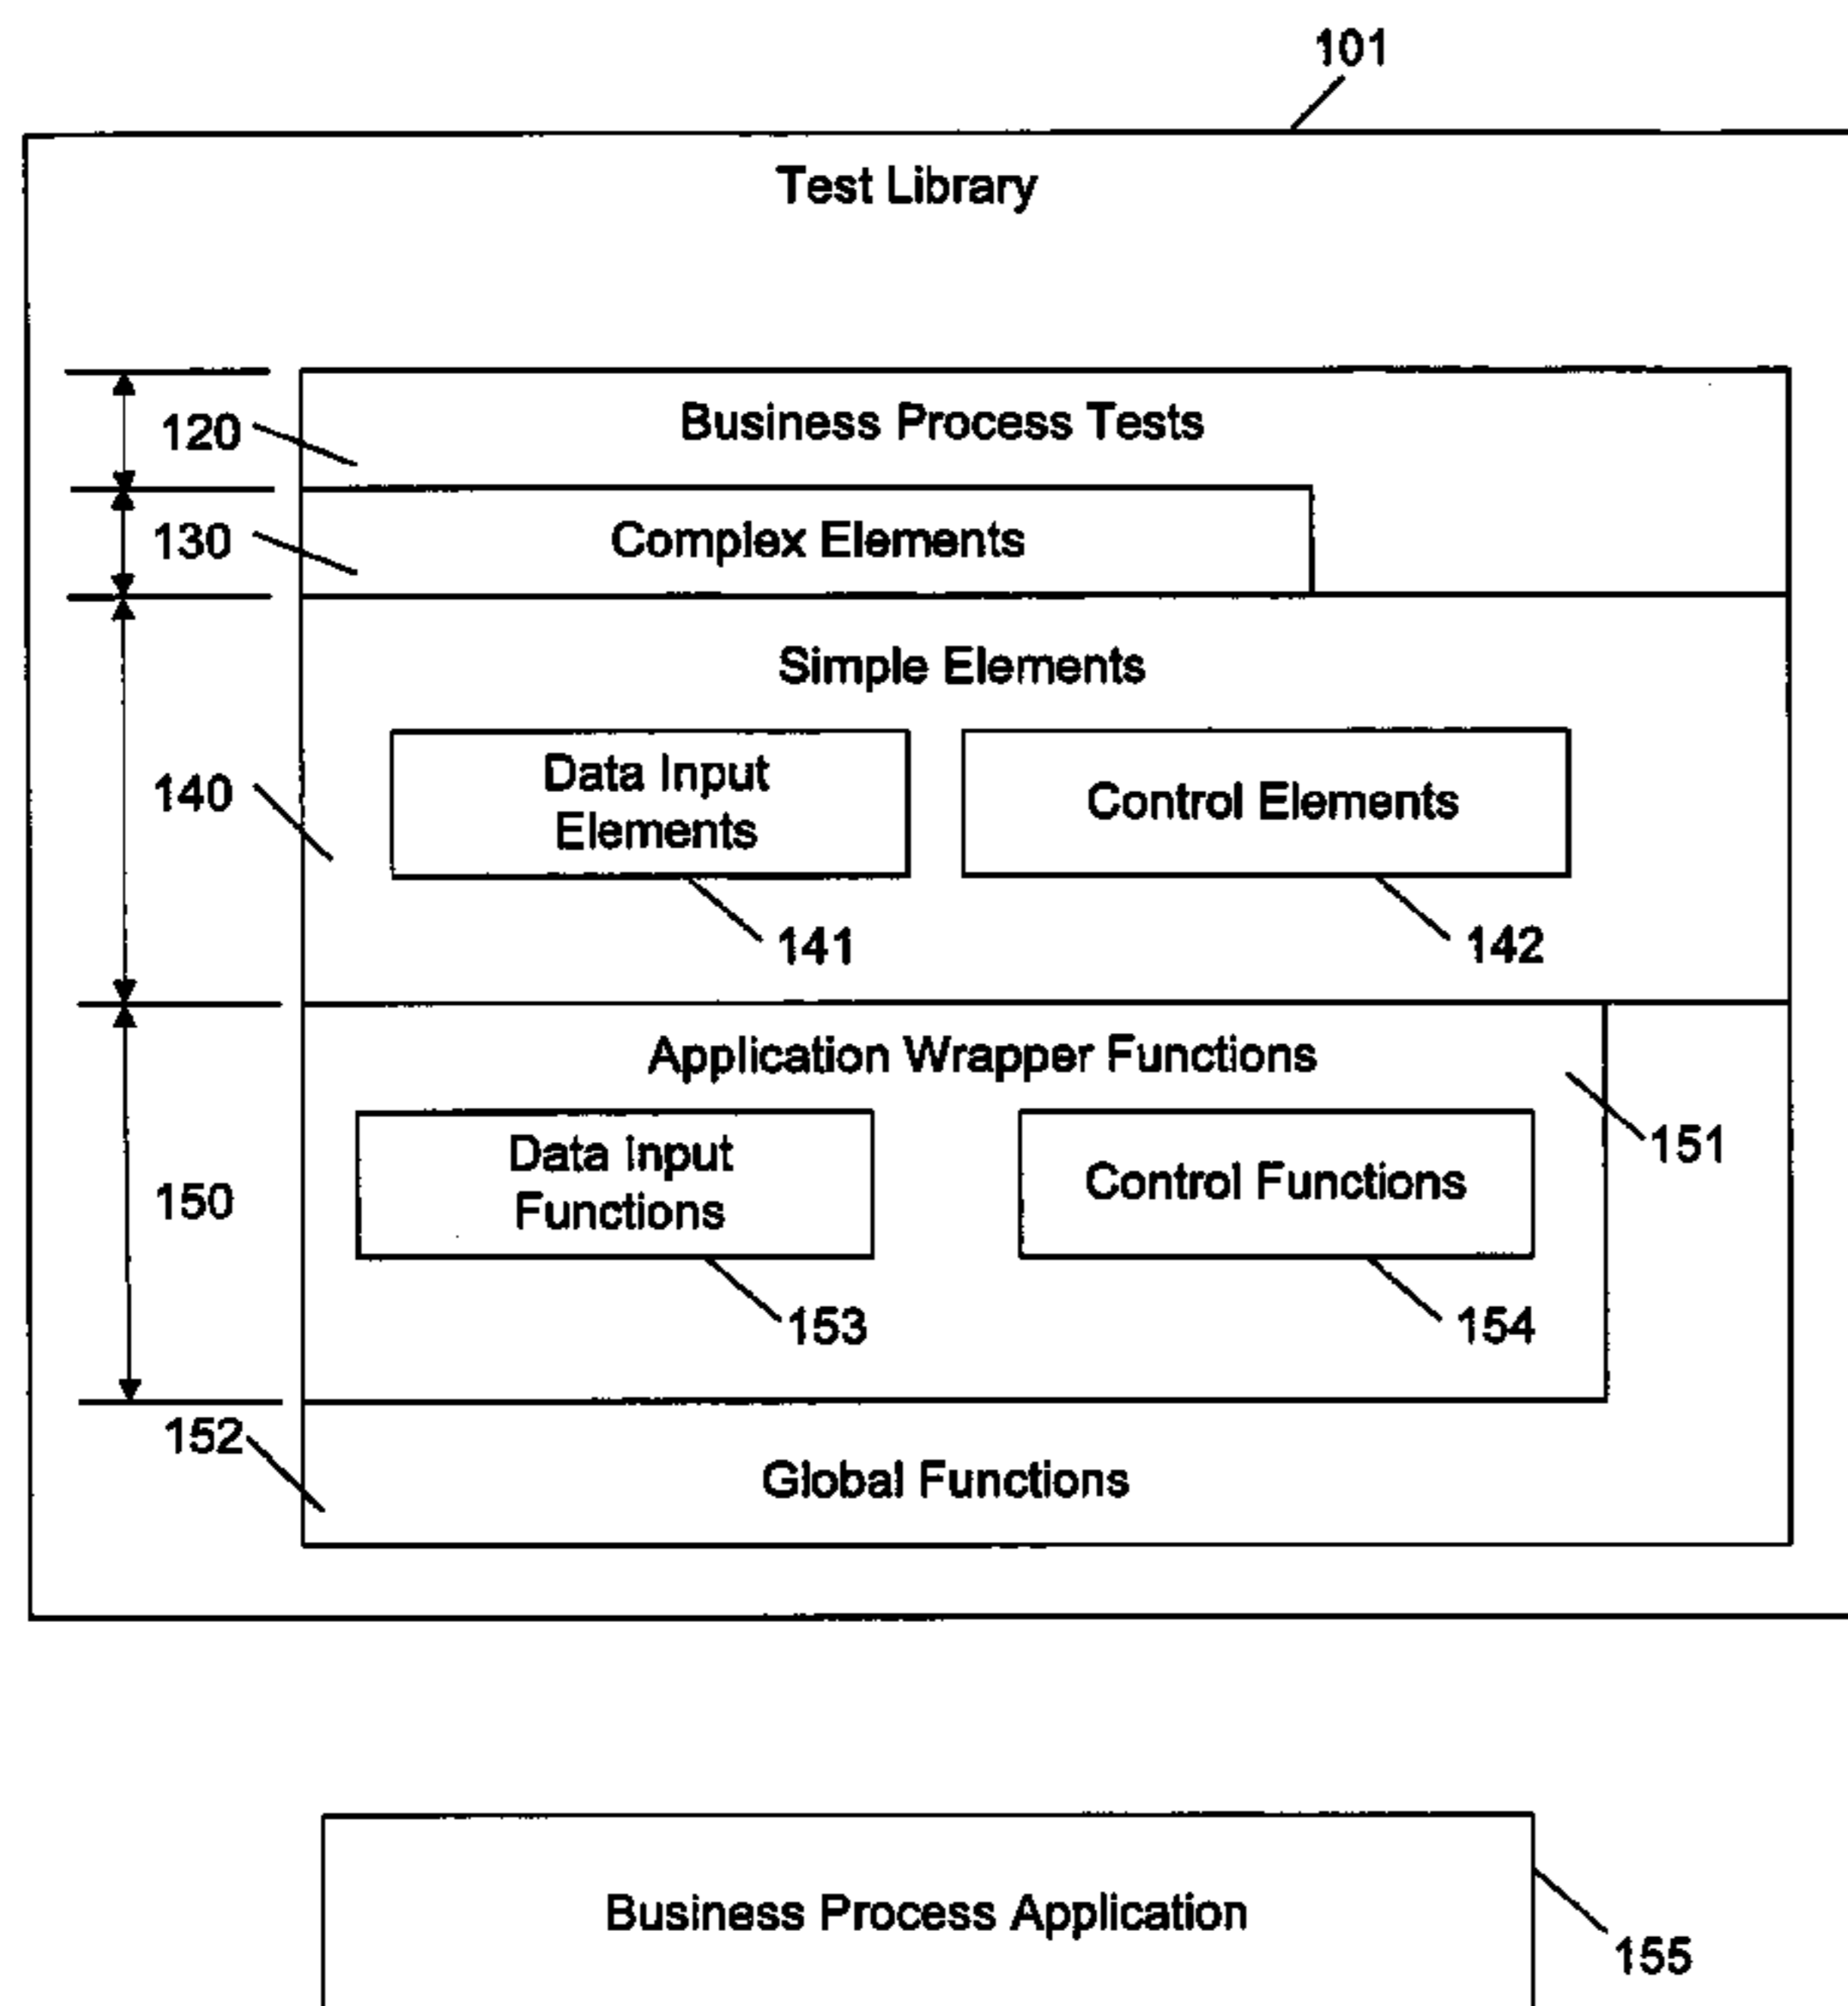 101
Test Library
Business Process Tests
120
Complex Elements
130
Simple Elements
Data Input
Elements
Control Elements
140
141
142
Application Wrapper Functions
151
Data Input
Functions
Control Functions
150
153
154
152
Global Functions
Business Process Application
155